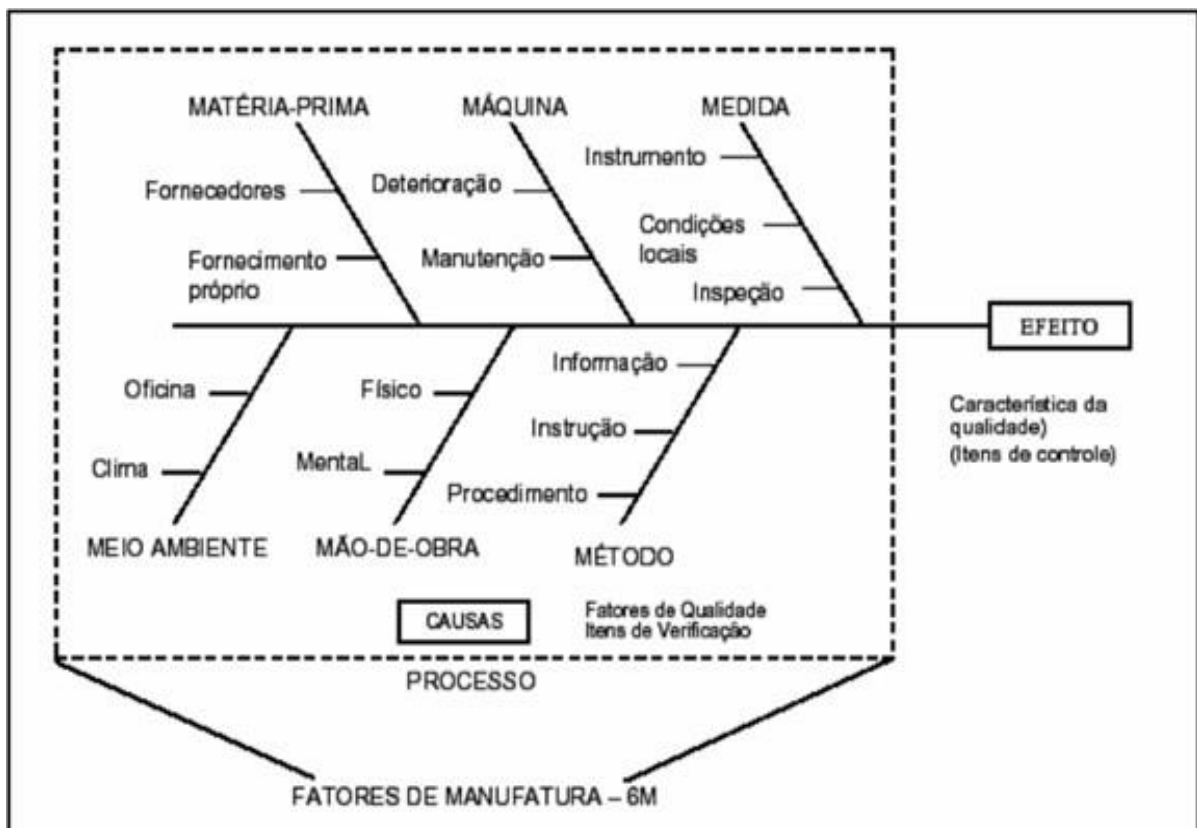 MATÉRIA-PRIMA
MÁQUINA
MEDIDA
Fornecedores
Fornecimento
próprio
Deterioração
Manutenção
Instrumento
Condições
locais
Inspeção
EFEITO
Característica da
qualidade)
(Itens de controle)
Oficina
Clima
MEIO AMBIENTE
Físico
MentaL
MÃO-DE-OBRA
Informação
Instrução
Procedimento
MÉTODO
CAUSAS
Fatores de Qualidade
Itens de Verificação
PROCESSO
FATORES DE MANUFATURA – 6M